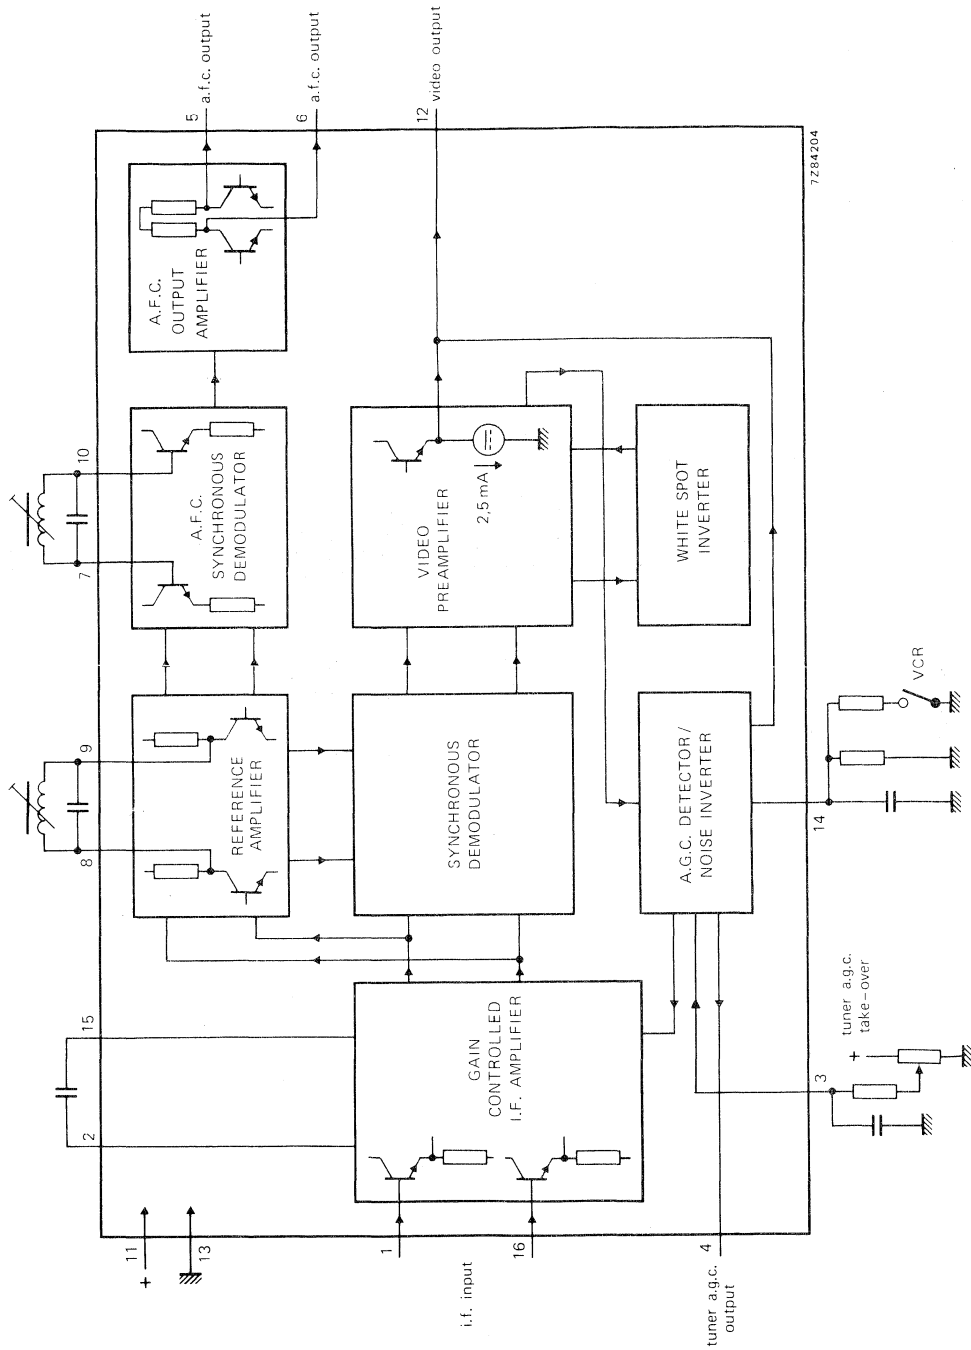 11
+
13
2
15
8
9
7
10
5
a.f.c. output
6
a.f.c. output
12
video output
A.F.C.
OUTPUT
AMPLIFIER
A.F.C.
SYNCHRONOUS
DEMODULATOR
REFERENCE
AMPLIFIER
VIDEO
PREAMPLIFIER
2,5 mA
SYNCHRONOUS
DEMODULATOR
GAIN
CONTROLLED
I.F. AMPLIFIER
WHITE SPOT
INVERTER
A.G.C. DETECTOR/
NOISE INVERTER
1
16
i.f. input
4
tuner a.g.c.
output
3
+
tuner a.g.c.
take-over
14
VCR
7Z84204